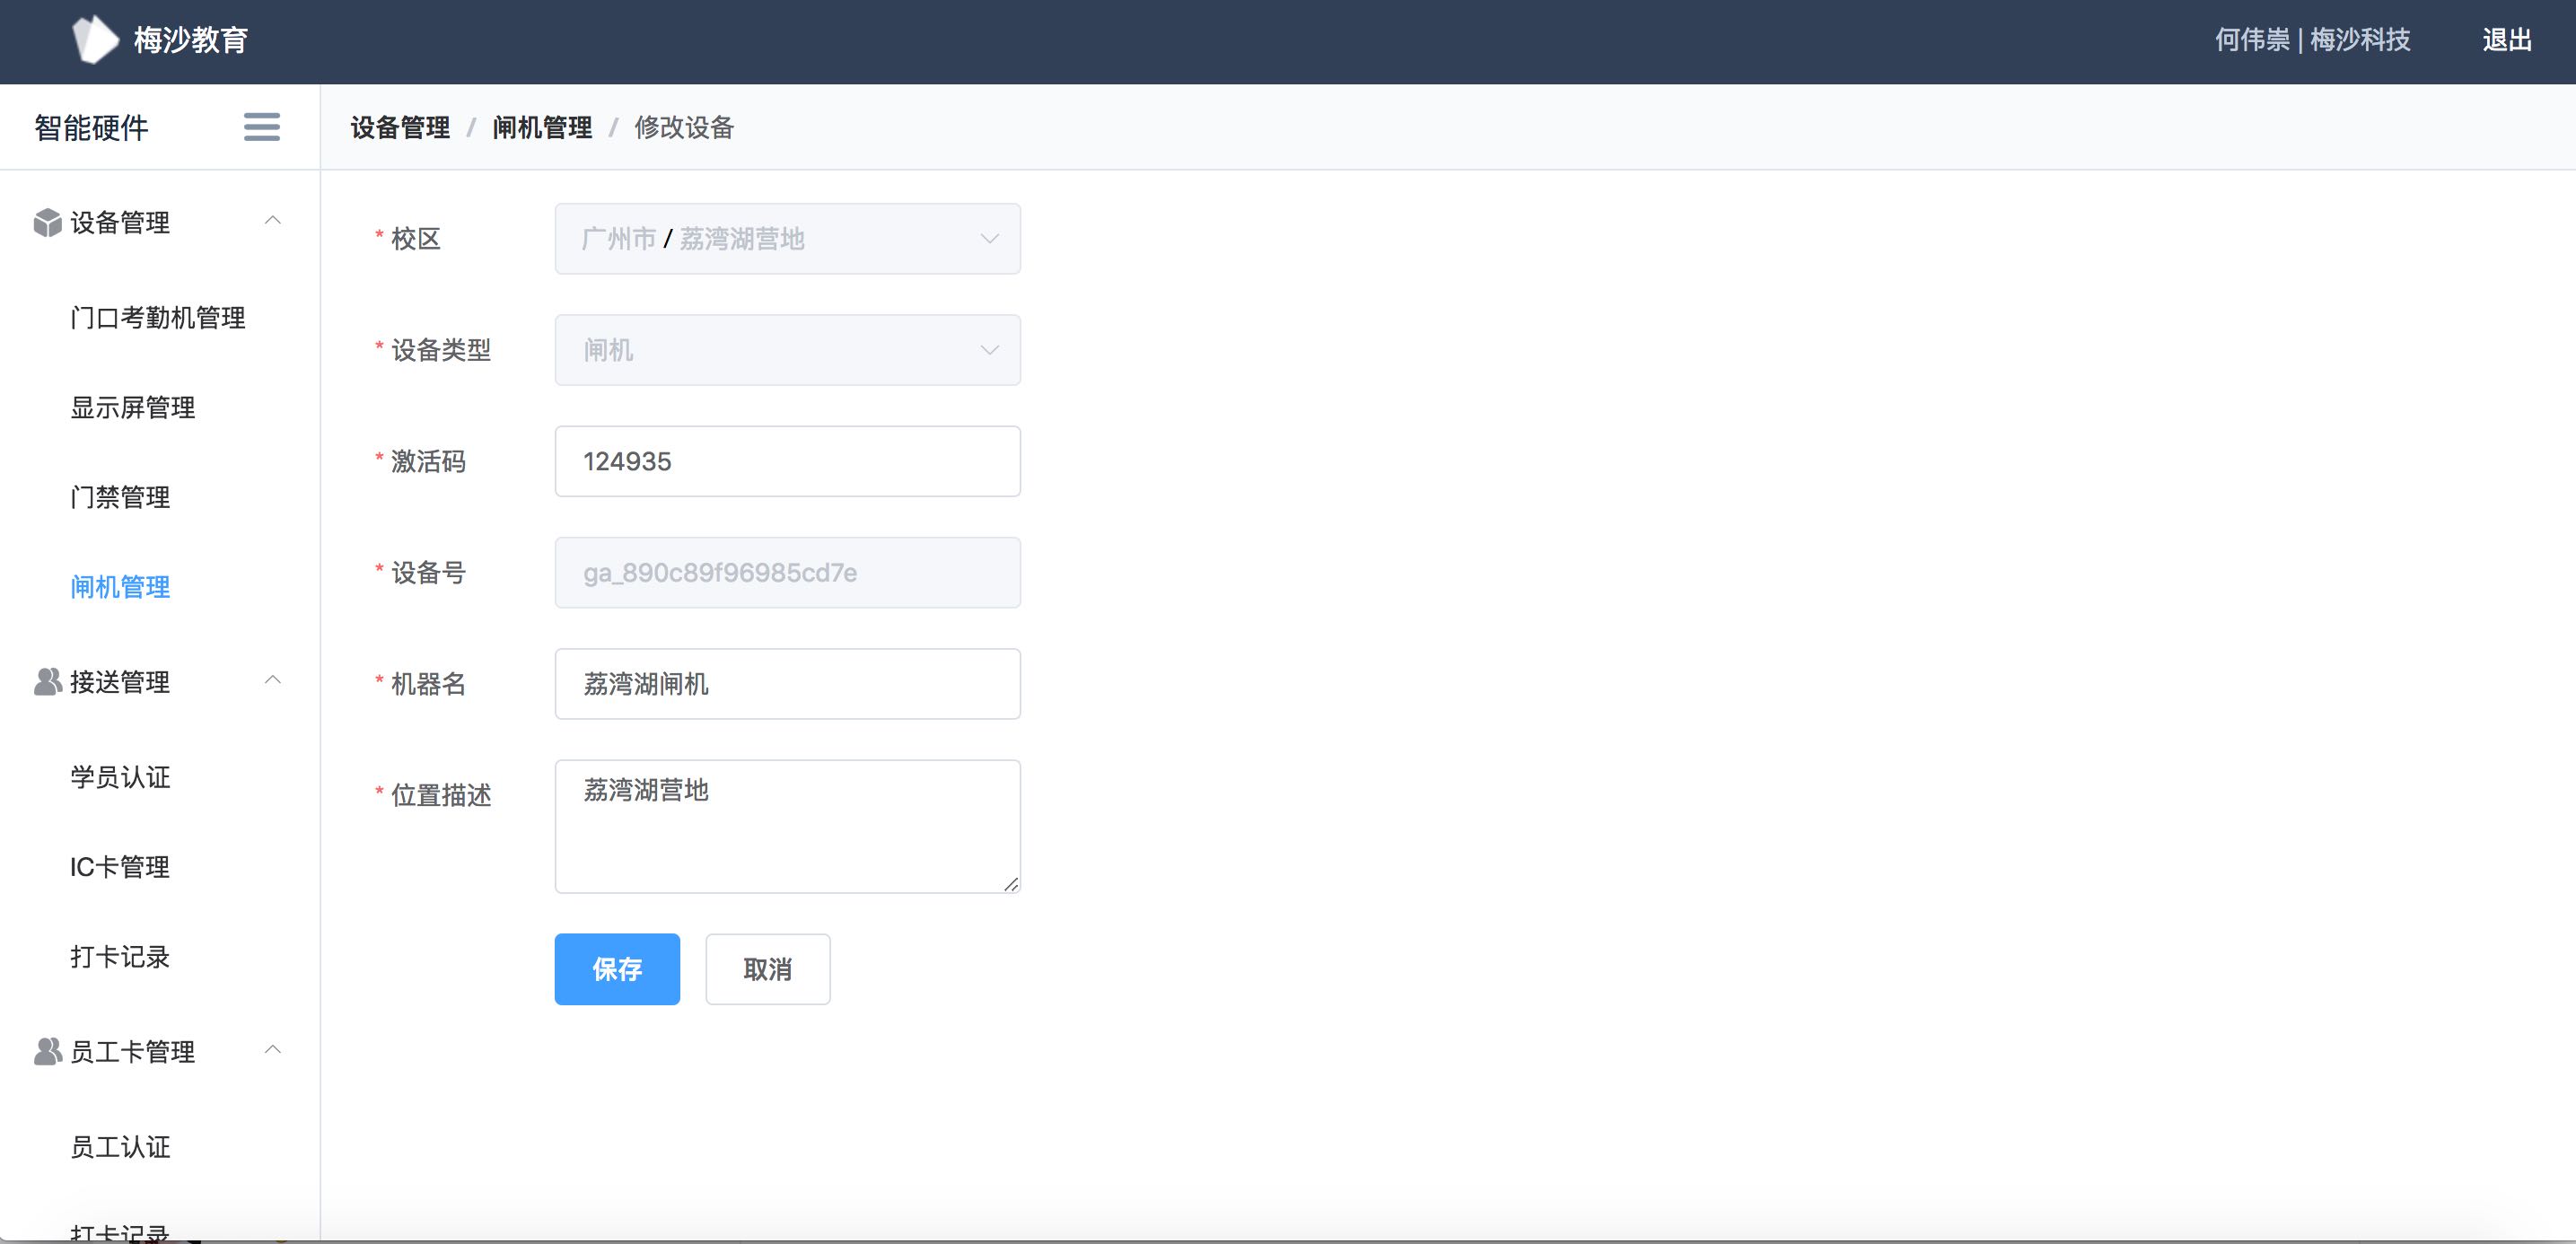 梅沙教育
何伟崇 | 梅沙科技
退出
智能硬件
设备管理 / 闸机管理 / 修改设备
设备管理
门口考勤机管理
显示屏管理
门禁管理
闸机管理
接送管理
学员认证
IC卡管理
打卡记录
员工卡管理
员工认证
打卡记录
* 校区
广州市 / 荔湾湖营地
* 设备类型
闸机
* 激活码
124935
* 设备号
ga_890c89f96985cd7e
* 机器名
荔湾湖闸机
* 位置描述
荔湾湖营地
保存
取消